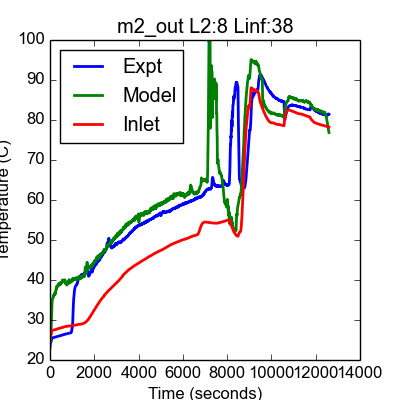 m2_out L2:8 Linf:38
Expt
Model
Inlet
100
90
80
70
60
50
40
30
20
Temperature (C)
0 2000 4000 6000 8000 10000 12000 14000
Time (seconds)